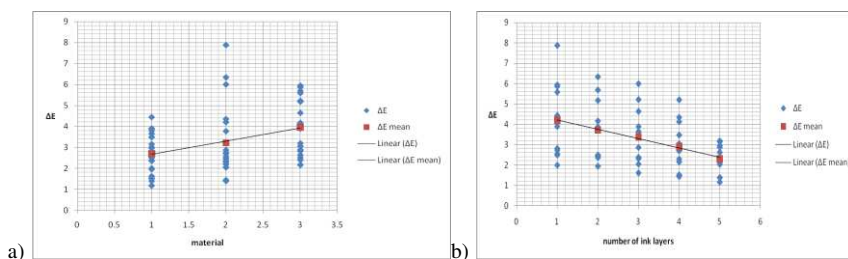 9
8
7
6
5
4
3
2
1
0
ΔE
0 0.5 1 1.5 2 2.5 3 3.5
material
ΔE
ΔE mean
Linear (ΔE)
Linear (ΔE mean)
a)
9
8
7
6
5
4
3
2
1
0
ΔE
0 1 2 3 4 5 6
number of ink layers
ΔE
ΔE mean
Linear (ΔE)
Linear (ΔE mean)
b)